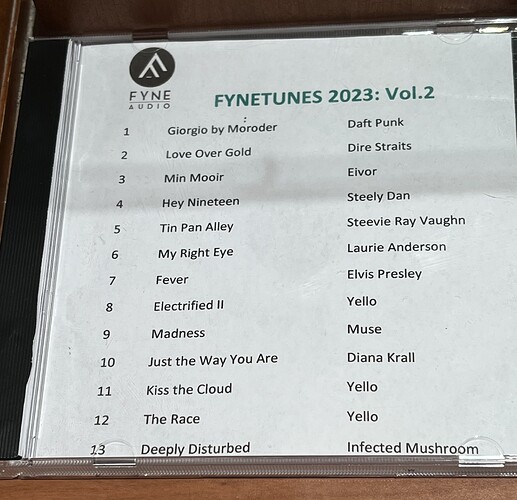 FYNE
AUDIO
FYNETUNES 2023: Vol.2
1 Giorgio by Moroder Daft Punk
2 Love Over Gold Dire Straits
3 Min Mooir Eivor
4 Hey Nineteen Steely Dan
5 Tin Pan Alley Steevie Ray Vaughn
6 My Right Eye Laurie Anderson
7 Fever Elvis Presley
8 Electrified II Yello
9 Madness Muse
10 Just the Way You Are Diana Krall
11 Kiss the Cloud Yello
12 The Race Yello
13 Deeply Disturbed Infected Mushroom